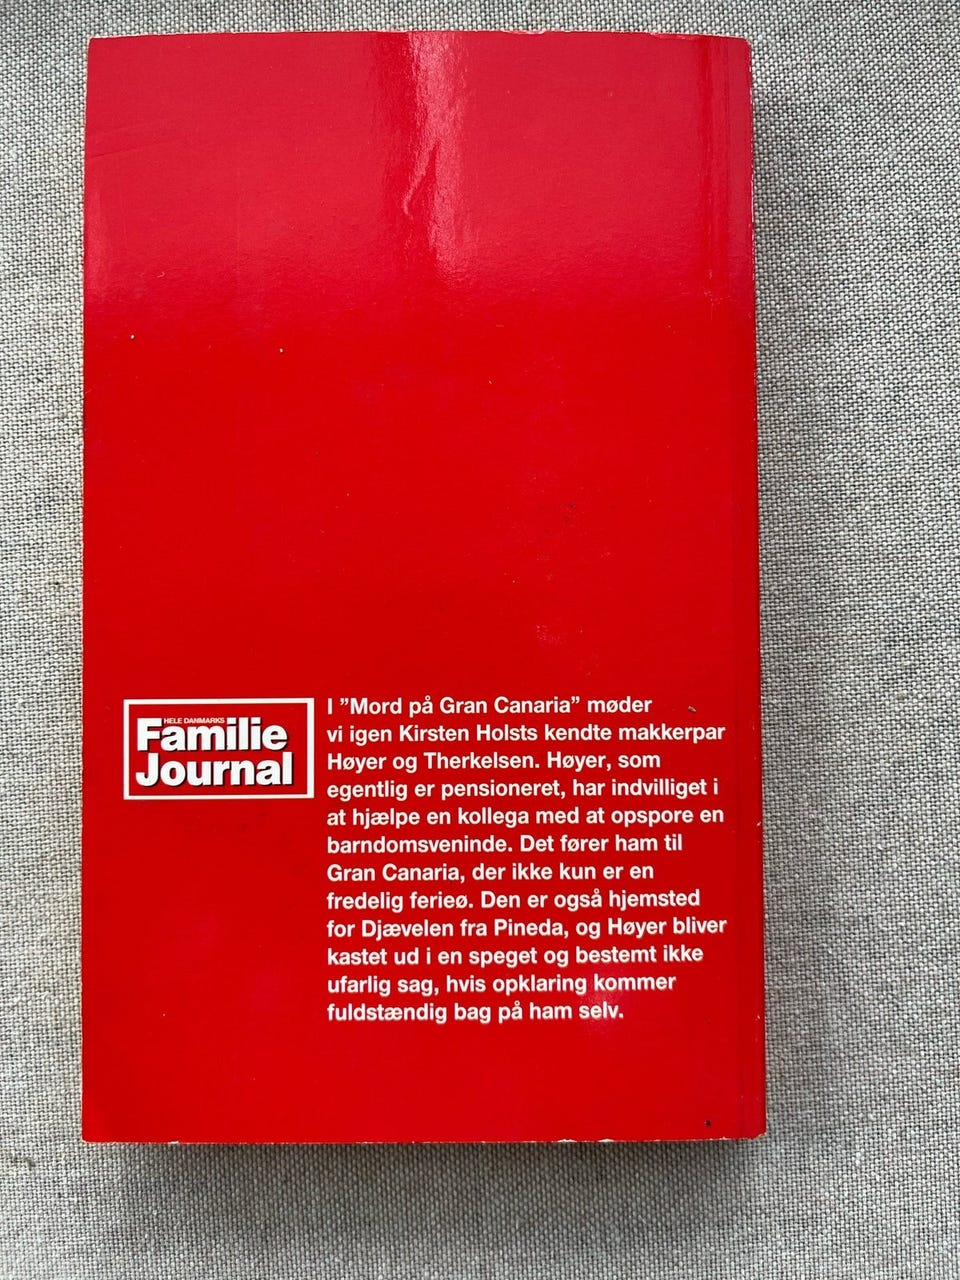 HELE DANMARKS
Familie
Journal
I ”Mord på Gran Canaria” møder
vi igen Kirsten Holsts kendte makkerpar
Høyer og Therkelsen. Høyer, som
egentlig er pensioneret, har indvilliget i
at hjælpe en kollega med at opspore en
barndomsveninde. Det fører ham til
Gran Canaria, der ikke kun er en
fredelig ferieø. Den er også hjemsted
for Djævelen fra Pineda, og Høyer bliver
kastet ud i en speget og bestemt ikke
ufarlig sag, hvis opklaring kommer
fuldstændig bag på ham selv.